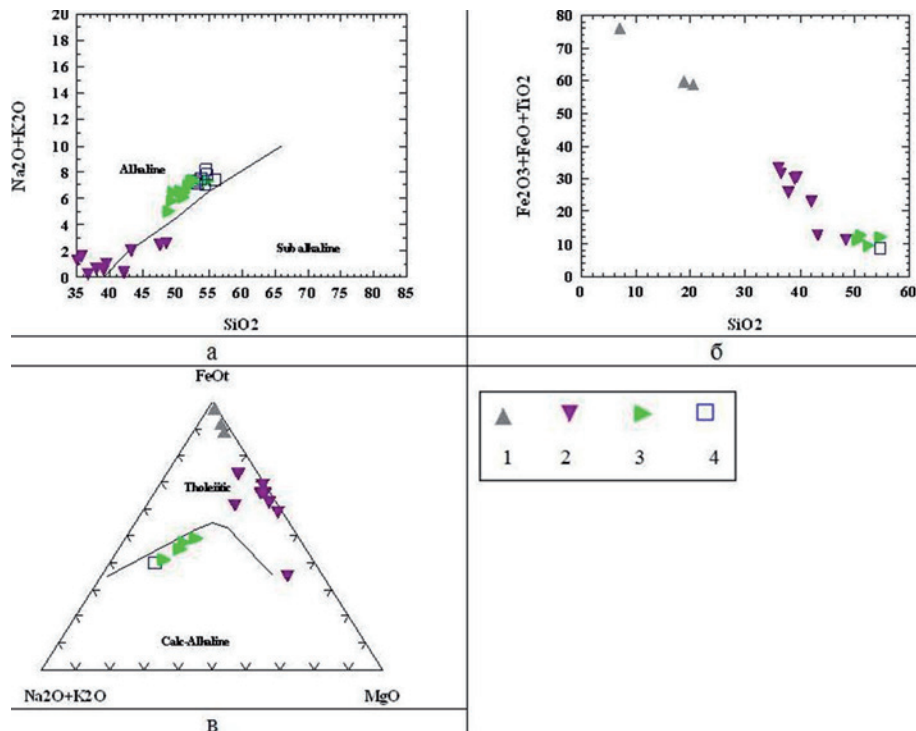 20
18
16
14
12
10
8
6
4
2
0
Na2O+K2O
Alkaline
Sub alkaline
35 40 45 50 55 60 65 70 75 80 85
SiO2
а
80
70
60
50
40
30
20
10
0
Fe2O3+FeO+TiO2
0 10 20 30 40 50 60
SiO2
б
FeOt
Tholeiitic
Calc-Alkaline
Na2O+K2O MgO
в
1 2 3 4